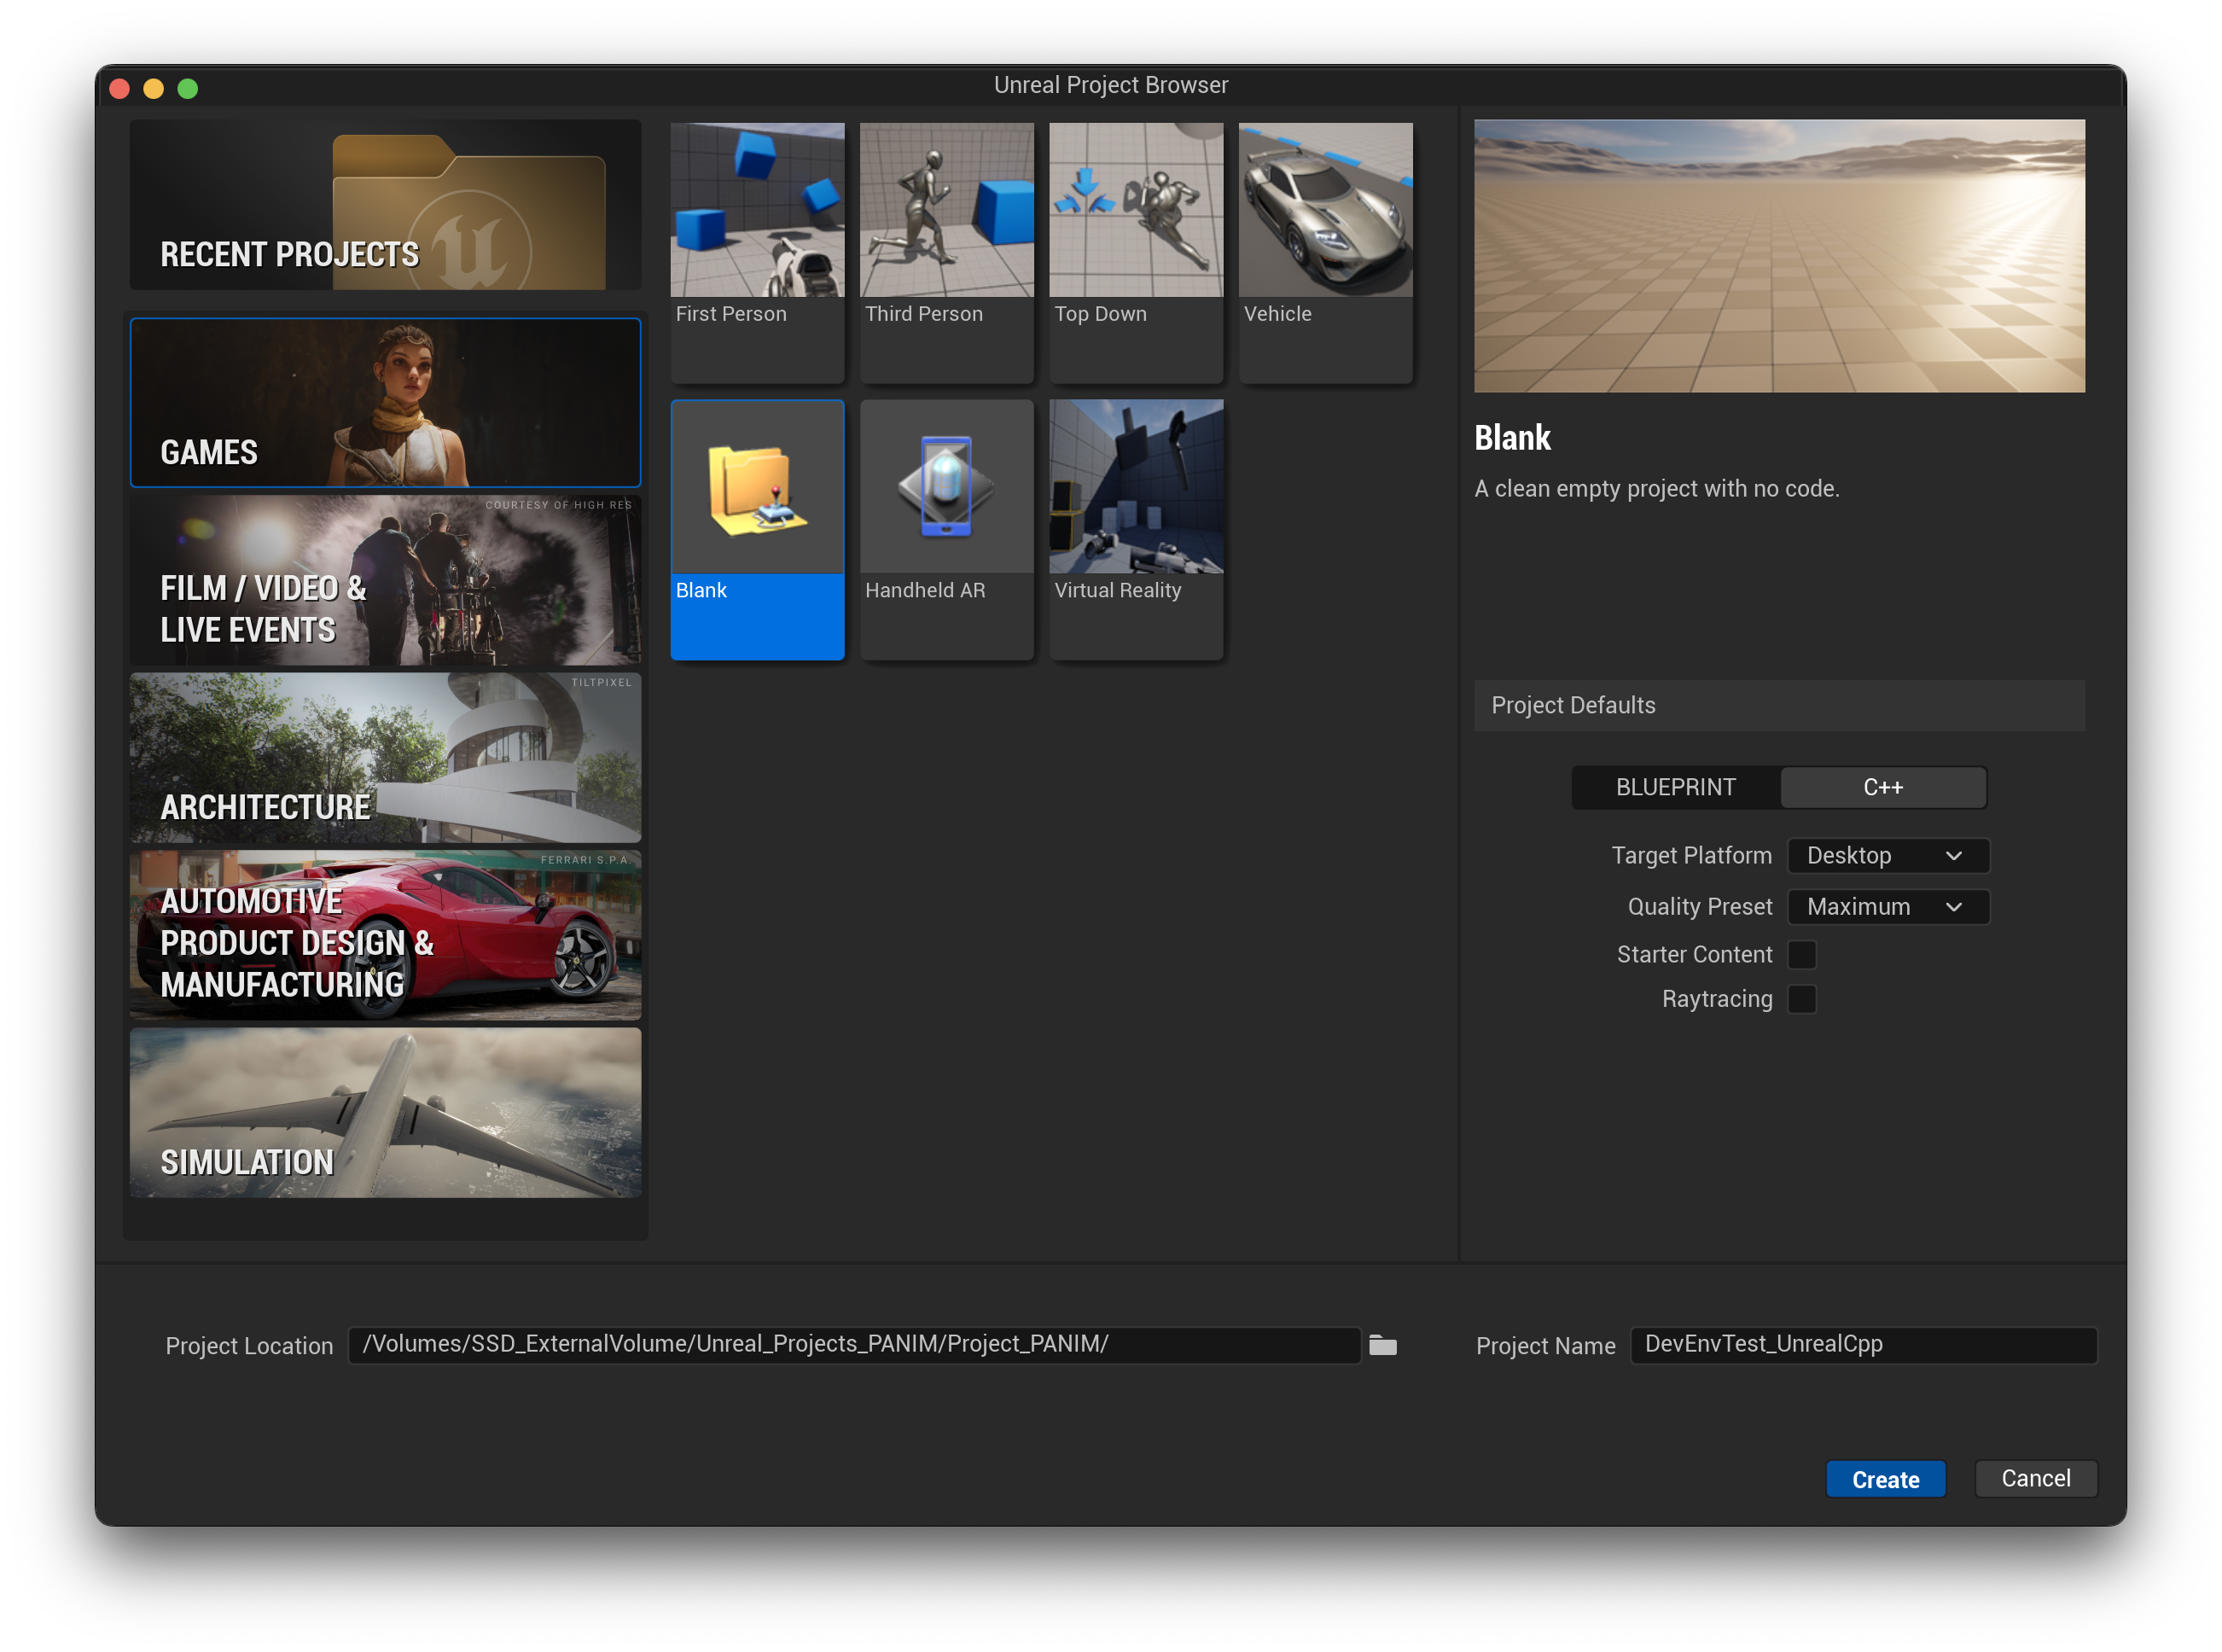 Unreal Project Browser
RECENT PROJECTS
GAMES
COURTESY OF HIGH RES
FILM / VIDEO &
LIVE EVENTS
TILTPIXEL
ARCHITECTURE
FERRARI S.P.A.
AUTOMOTIVE
PRODUCT DESIGN &
MANUFACTURING
SIMULATION
First Person
Third Person
Top Down
Vehicle
Blank
Handheld AR
Virtual Reality
Blank
A clean empty project with no code.
Project Defaults
BLUEPRINT
C++
Target Platform
Desktop
Quality Preset
Maximum
Starter Content
Raytracing
Project Location
/Volumes/SSD_ExternalVolume/Unreal_Projects_PANIM/Project_PANIM/
Project Name
DevEnvTest_UnrealCpp
Create
Cancel